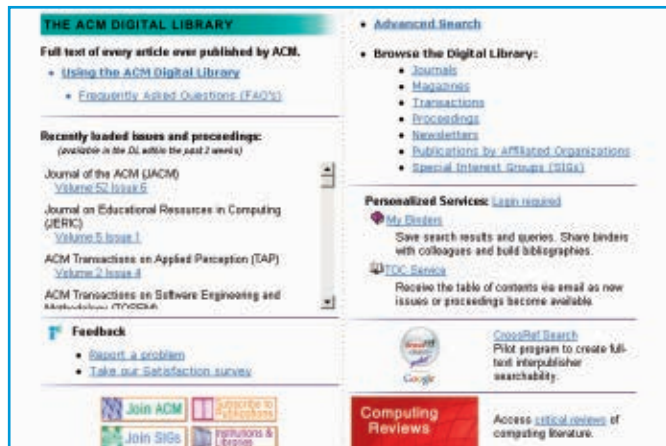 THE ACM DIGITAL LIBRARY
Full text of every article ever published by ACM.
• Using the ACM Digital Library
• Frequently Asked Questions (FAQ's)
Recently loaded issues and proceedings:
(available in the DL within the past 2 weeks)
Journal of the ACM (JACM)
Volume 52 Issue 6
Journal on Educational Resources in Computing
(JERIC)
Volume 5 Issue 1
ACM Transactions on Applied Perception (TAP)
Volume 2 Issue 4
ACM Transactions on Software Engineering and
Methodology (TOSEM)
Feedback
• Report a problem
• Take our Satisfaction survey
Join ACM
Subscribe to
Publications
Join SIGs
Institutions &
Libraries
• Advanced Search
• Browse the Digital Library:
• Journals
• Magazines
• Transactions
• Proceedings
• Newsletters
• Publications by Affiliated Organizations
• Special Interest Groups (SIGs)
Personalized Services: Login required
My Binders
Save search results and queries. Share binders
with colleagues and build bibliographies.
TOC Service
Receive the table of contents via email as new
issues or proceedings become available.
Google
CrossRef Search
Pilot program to create full-
text interpublisher
searchability.
Computing
Reviews
Access critical reviews of
computing literature.